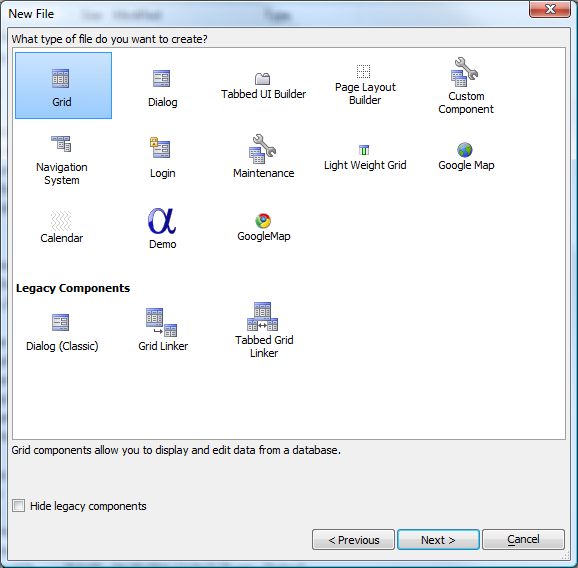 New File
What type of file do you want to create?
Grid
Dialog
Tabbed UI Builder
Page Layout
Builder
Custom
Component
Navigation
System
Login
Maintenance
Light Weight Grid
Google Map
Calendar
α
Demo
GoogleMap
Legacy Components
Dialog (Classic)
Grid Linker
Tabbed Grid
Linker
Grid components allow you to display and edit data from a database.
Hide legacy components
< Previous
Next >
Cancel